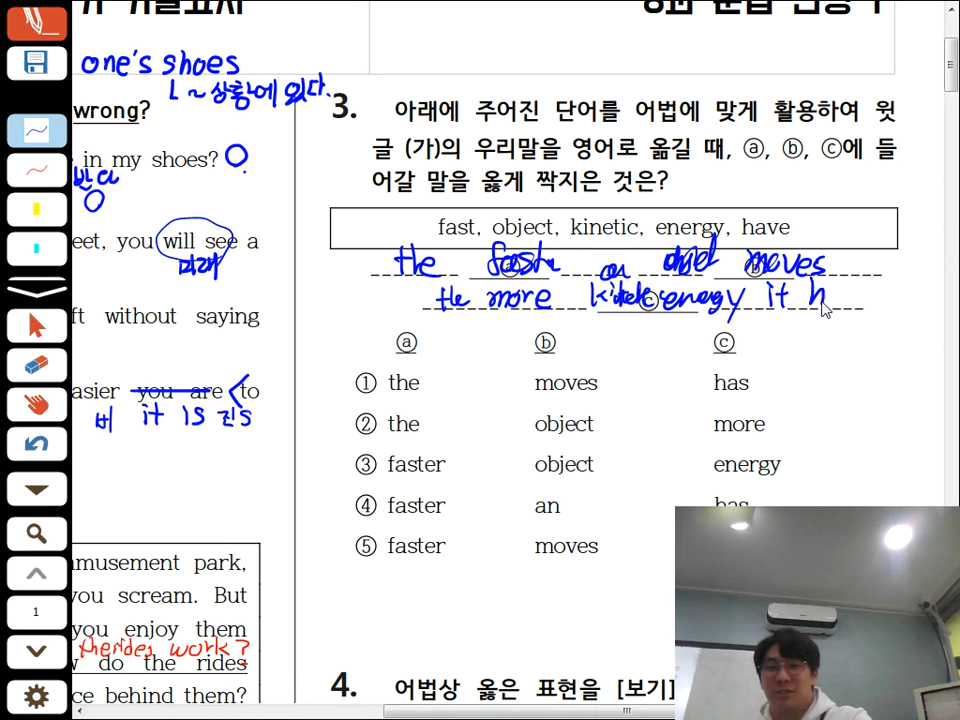 one's shoes
L ~ 상황에 있다.
wrong?
in my shoes?
반다
eet, you will see a
미래
ft without saying
asier you are to
비 it is 진S
amusement park,
you scream. But
you enjoy them
therides work?
do the rides
ce behind them?
3. 아래에 주어진 단어를 어법에 맞게 활용하여 윗
글 (가)의 우리말을 영어로 옮길 때, ⓐ, ⓑ, ⓒ에 들
어갈 말을 옳게 짝지은 것은?
fast, object, kinetic, energy, have
the ⓐ an ⓑ moves
the more ⓒ energy it h
ⓐ ⓑ ⓒ
① the moves has
② the object more
③ faster object energy
④ faster an has
⑤ faster moves
4. 어법상 옳은 표현을 [보기]
1